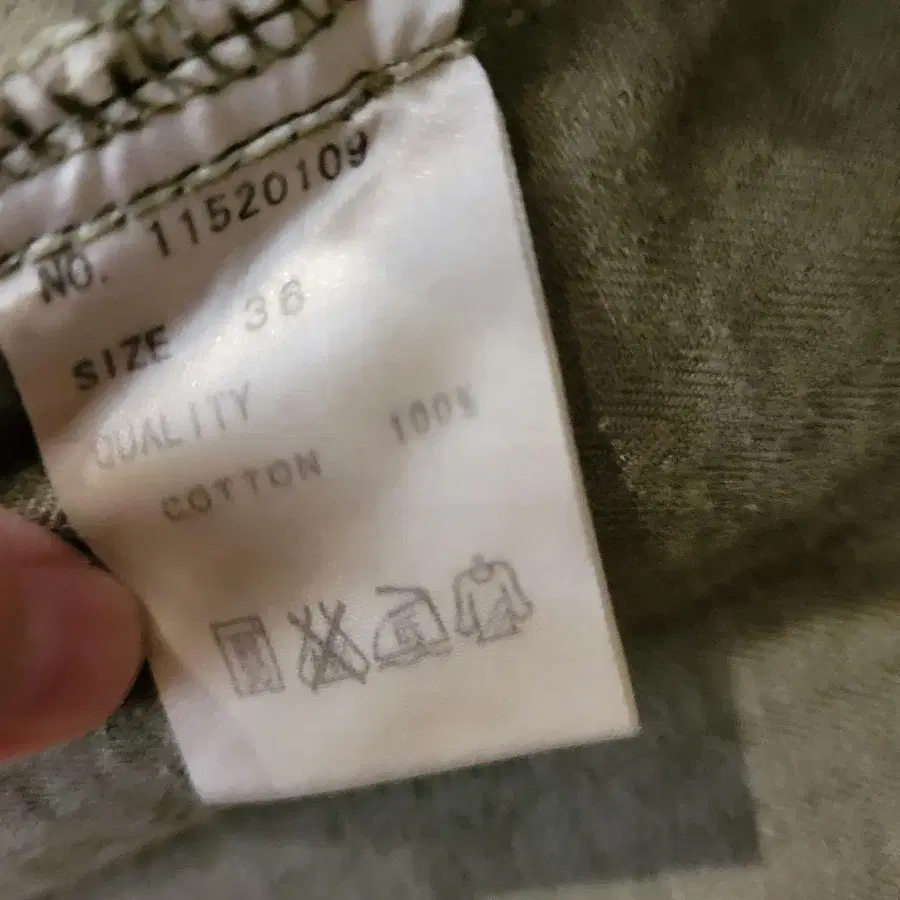 NO. 11520109
SIZE 36
QUALITY
COTTON 100%